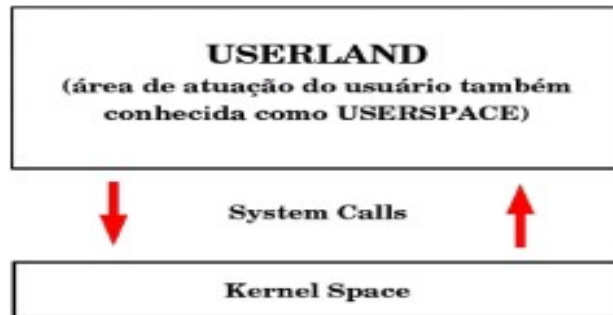 USERLAND
(área de atuação do usuário também
conhecida como USERSPACE)
System Calls
Kernel Space